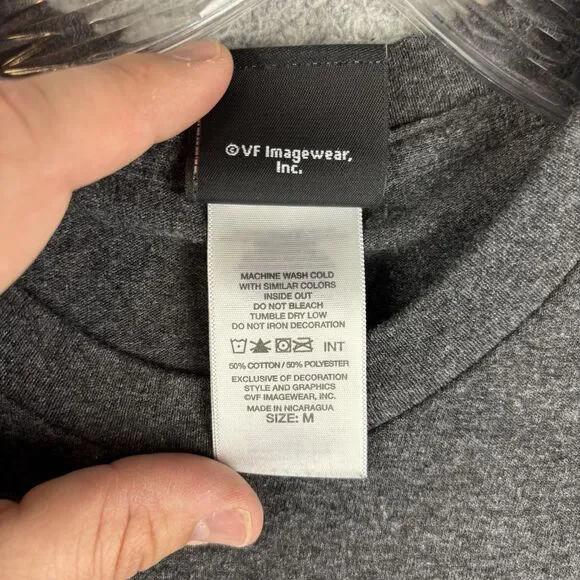 ©VF Imagewear,
Inc.
MACHINE WASH COLD
WITH SIMILAR COLORS
INSIDE OUT
DO NOT BLEACH
TUMBLE DRY LOW
DO NOT IRON DECORATION
INT
50% COTTON / 50% POLYESTER
EXCLUSIVE OF DECORATION
STYLE AND GRAPHICS
©VF IMAGEWEAR, INC.
MADE IN NICARAGUA
SIZE: M